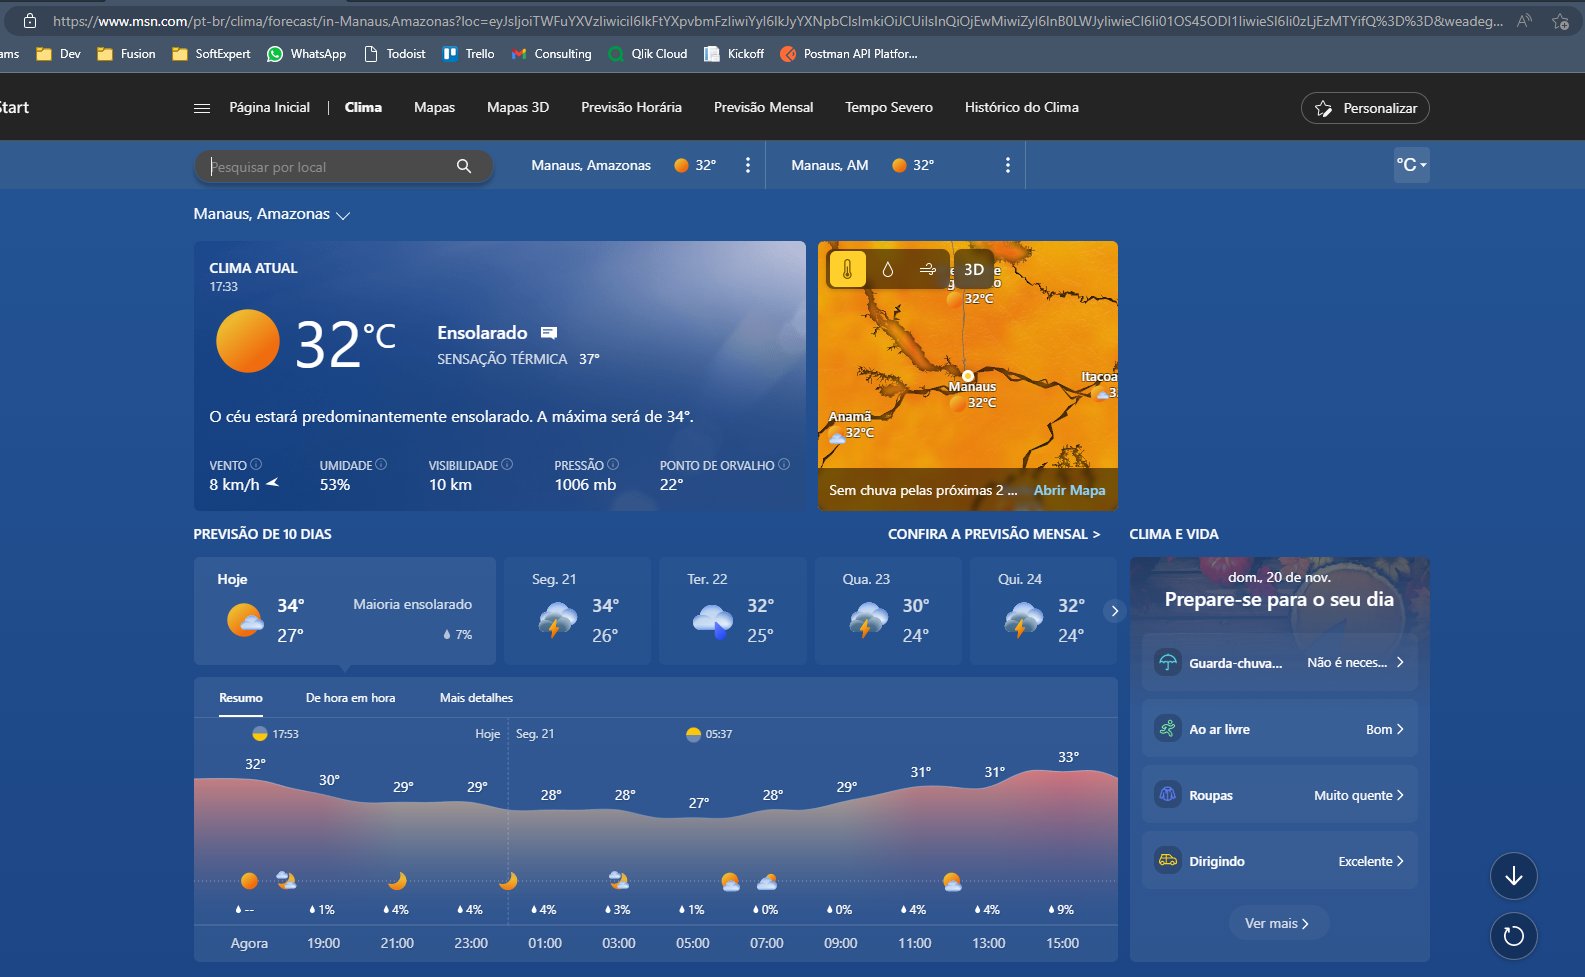 https://www.msn.com/pt-br/clima/forecast/in-Manaus,Amazonas?loc=
ams
Dev
Fusion
SoftExpert
WhatsApp
Todoist
Trello
Consulting
Qlik Cloud
Kickoff
Postman API Platfor...
Start
Página Inicial
|
Clima
Mapas
Mapas 3D
Previsão Horária
Previsão Mensal
Tempo Severo
Histórico do Clima
Personalizar
Pesquisar por local
Manaus, Amazonas 32°
Manaus, AM 32°
°C
Manaus, Amazonas
CLIMA ATUAL
17:33
32°C
Ensolarado
SENSAÇÃO TÉRMICA 37°
O céu estará predominantemente ensolarado. A máxima será de 34°.
VENTO UMIDADE VISIBILIDADE PRESSÃO PONTO DE ORVALHO
8 km/h 53% 10 km 1006 mb 22°
3D
32°C
Manaus
32°C
Itacoa
3
Anamã
32°C
Sem chuva pelas próximas 2 ... Abrir Mapa
PREVISÃO DE 10 DIAS
CONFIRA A PREVISÃO MENSAL >
Hoje
34°
27°
Maioria ensolarado
7%
Seg. 21
34°
26°
Ter. 22
32°
25°
Qua. 23
30°
24°
Qui. 24
32°
24°
Resumo De hora em hora Mais detalhes
17:53 Hoje Seg. 21 05:37
32° 30° 29° 29° 28° 28° 27° 28° 29° 31° 31° 33°
-- 1% 4% 4% 4% 3% 1% 0% 0% 4% 4% 9%
Agora 19:00 21:00 23:00 01:00 03:00 05:00 07:00 09:00 11:00 13:00 15:00
CLIMA E VIDA
dom., 20 de nov.
Prepare-se para o seu dia
Guarda-chuva... Não é neces...
Ao ar livre Bom
Roupas Muito quente
Dirigindo Excelente
Ver mais